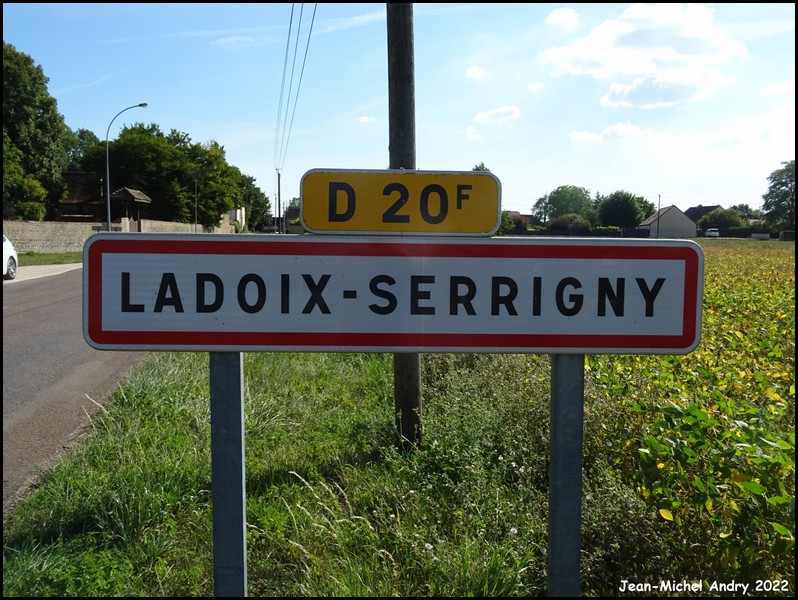 D 20F
LADOIX-SERRIGNY
Jean-Michel Andry 2022